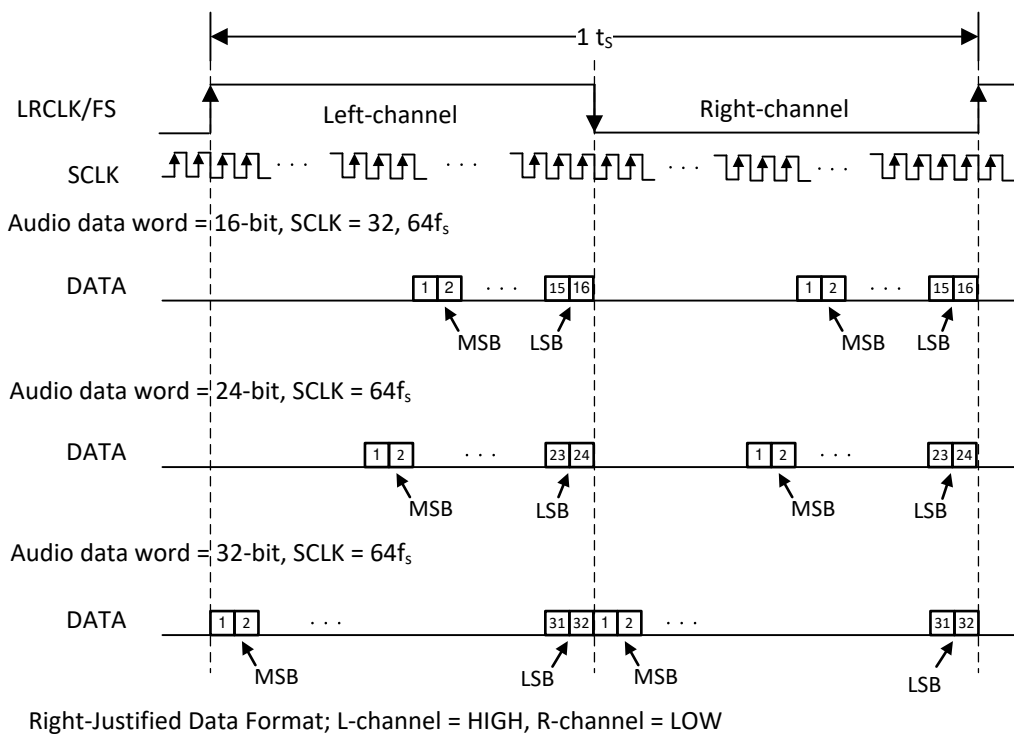 1 tS
LRCLK/FS
Left-channel
Right-channel
SCLK
. . .
. . .
. . .
. . .
Audio data word = 16-bit, SCLK = 32, 64fs
DATA
1 2 . . . 15 16 1 2 . . . 15 16
MSB LSB MSB LSB
Audio data word = 24-bit, SCLK = 64fs
DATA
1 2 . . . 23 24 1 2 . . . 23 24
MSB LSB MSB LSB
Audio data word = 32-bit, SCLK = 64fs
DATA
1 2 . . . 31 32 1 2 . . . 31 32
MSB LSB MSB LSB
Right-Justified Data Format; L-channel = HIGH, R-channel = LOW